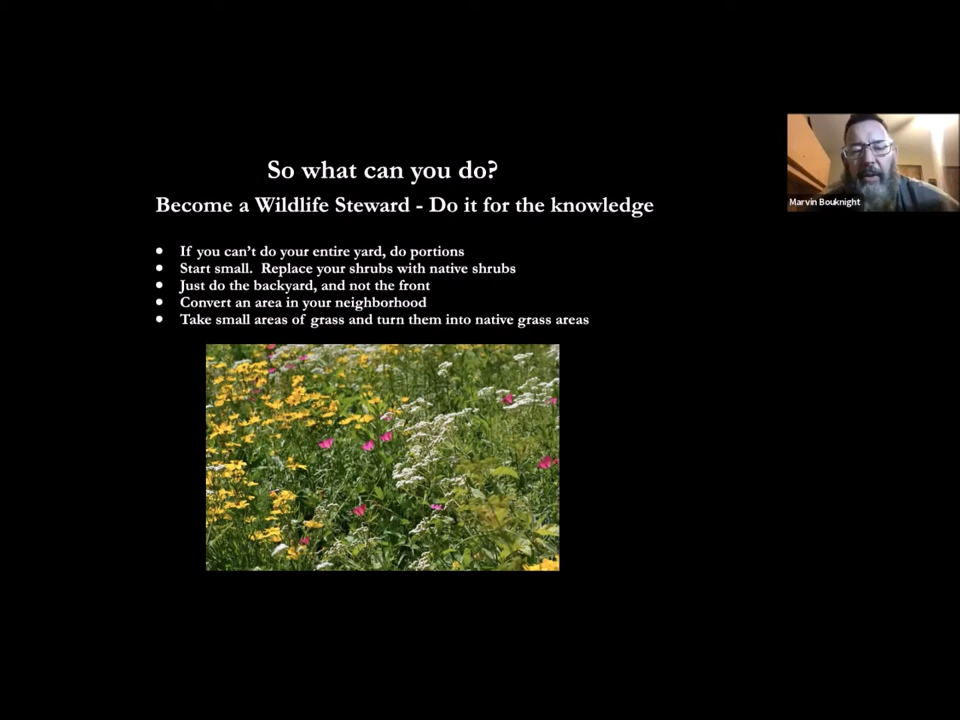 So what can you do?
Become a Wildlife Steward - Do it for the knowledge
• If you can't do your entire yard, do portions
• Start small.  Replace your shrubs with native shrubs
• Just do the backyard, and not the front
• Convert an area in your neighborhood
• Take small areas of grass and turn them into native grass areas
Marvin Bouknight